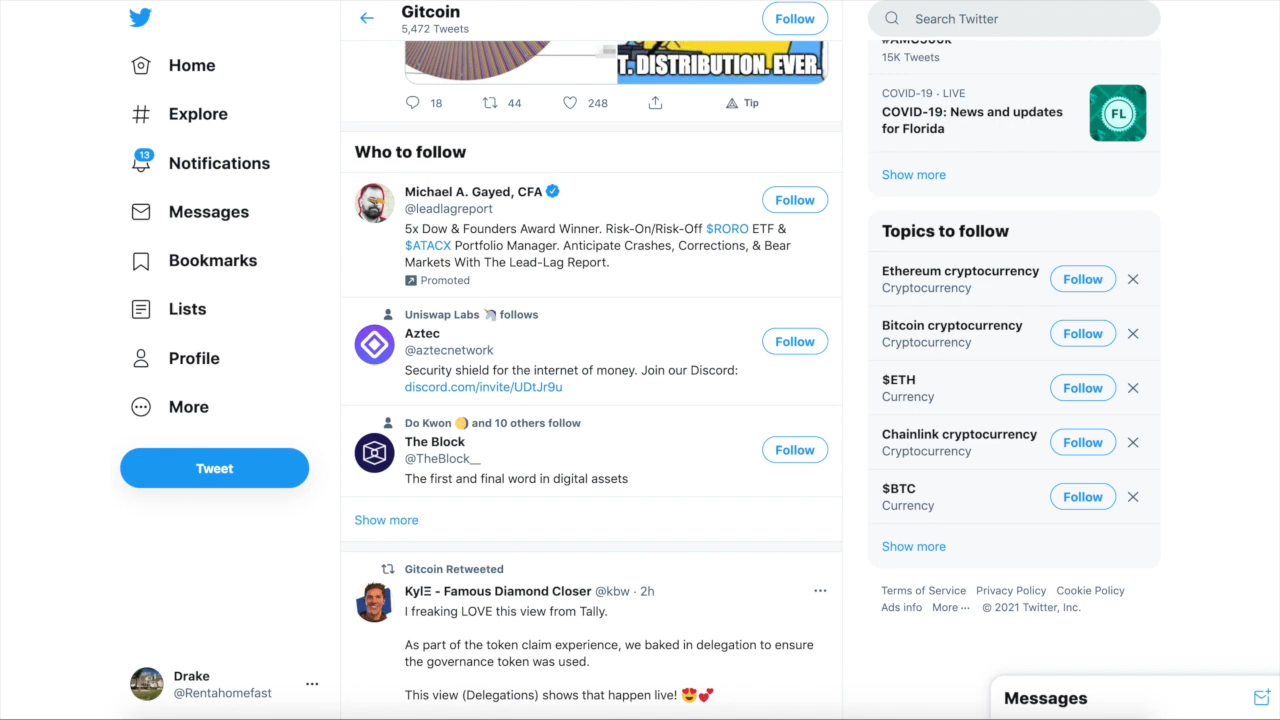 Home
Explore
13
Notifications
Messages
Bookmarks
Lists
Profile
More
Tweet
Drake
@Rentahomefast
Gitcoin
5,472 Tweets
Follow
T. DISTRIBUTION. EVER.
18
44
248
Tip
Who to follow
Michael A. Gayed, CFA
@leadlagreport
Follow
5x Dow & Founders Award Winner. Risk-On/Risk-Off $RORO ETF &
$ATACX Portfolio Manager. Anticipate Crashes, Corrections, & Bear
Markets With The Lead-Lag Report.
Promoted
Uniswap Labs 🦄 follows
Aztec
@aztecnetwork
Follow
Security shield for the internet of money. Join our Discord:
discord.com/invite/UDtJr9u
Do Kwon 🌖 and 10 others follow
The Block
@TheBlock__
Follow
The first and final word in digital assets
Show more
Gitcoin Retweeted
KylΞ - Famous Diamond Closer @kbw · 2h
I freaking LOVE this view from Tally.
As part of the token claim experience, we baked in delegation to ensure
the governance token was used.
This view (Delegations) shows that happen live! 😍💕
Search Twitter
15K Tweets
COVID-19 · LIVE
COVID-19: News and updates
for Florida
FL
Show more
Topics to follow
Ethereum cryptocurrency
Cryptocurrency
Follow
Bitcoin cryptocurrency
Cryptocurrency
Follow
$ETH
Currency
Follow
Chainlink cryptocurrency
Cryptocurrency
Follow
$BTC
Currency
Follow
Show more
Terms of Service Privacy Policy Cookie Policy
Ads info More ··· © 2021 Twitter, Inc.
Messages